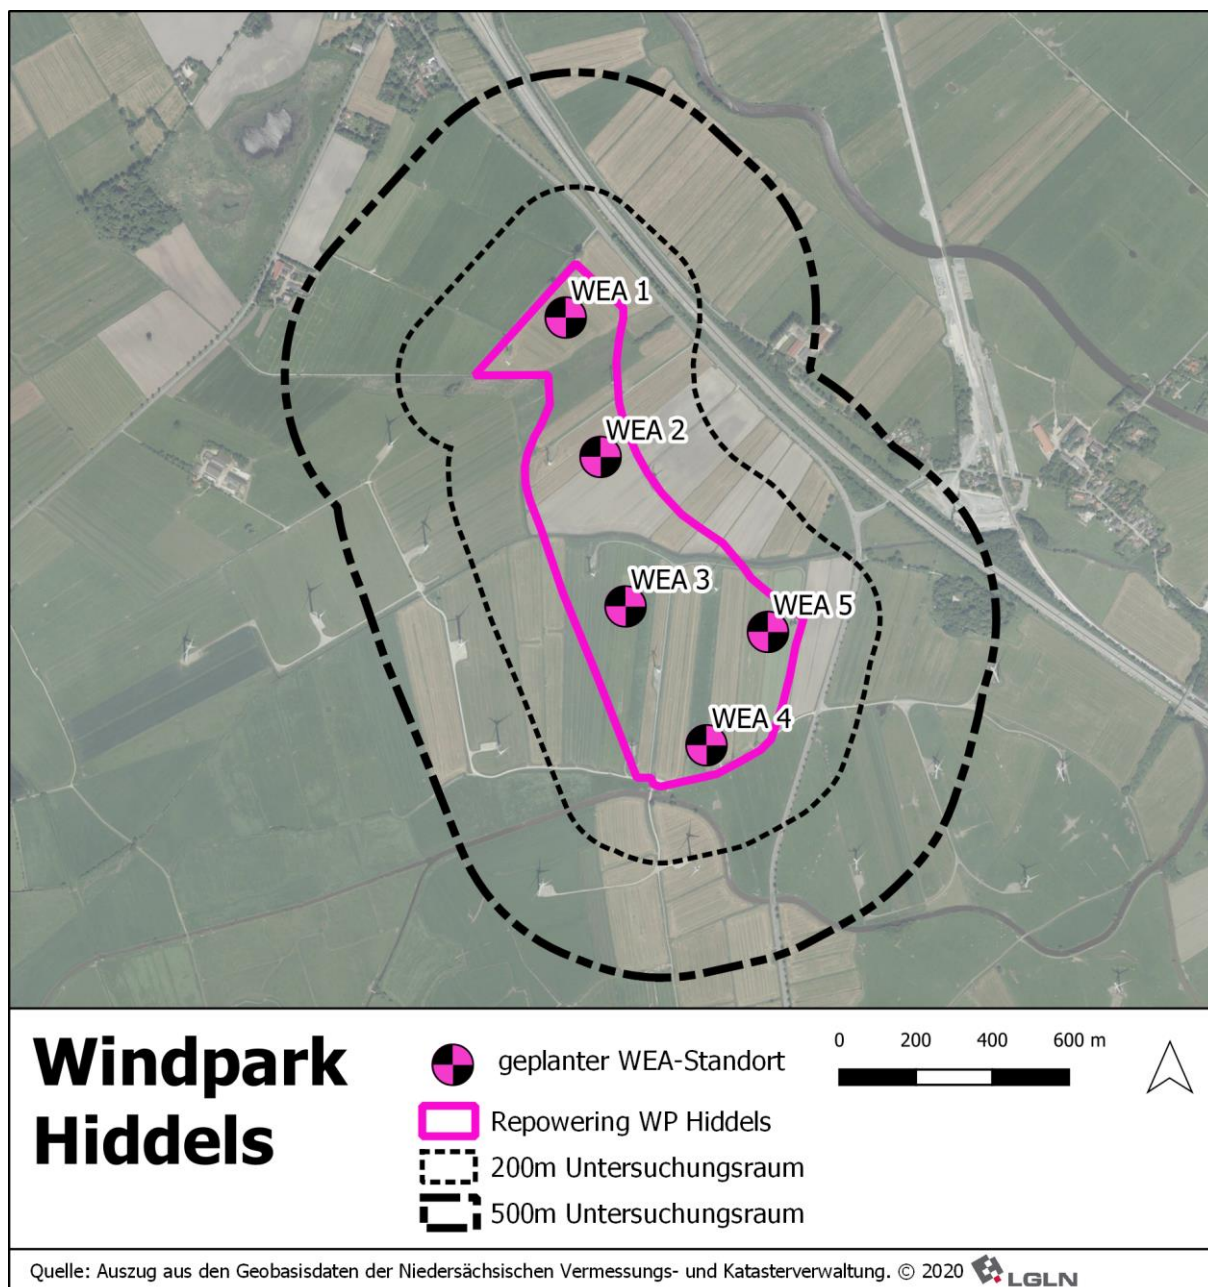 WEA 1
WEA 2
WEA 3
WEA 5
WEA 4
Windpark
Hiddels
geplanter WEA-Standort
Repowering WP Hiddels
200m Untersuchungsraum
500m Untersuchungsraum
0 200 400 600 m
Quelle: Auszug aus den Geobasisdaten der Niedersächsischen Vermessungs- und Katasterverwaltung. © 2020 LGLN